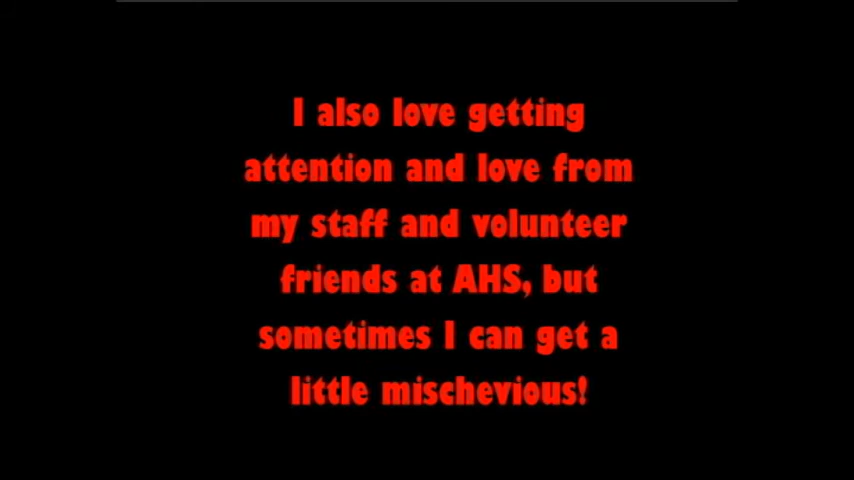 I also love getting
attention and love from
my staff and volunteer
friends at AHS, but
sometimes I can get a
little mischevious!